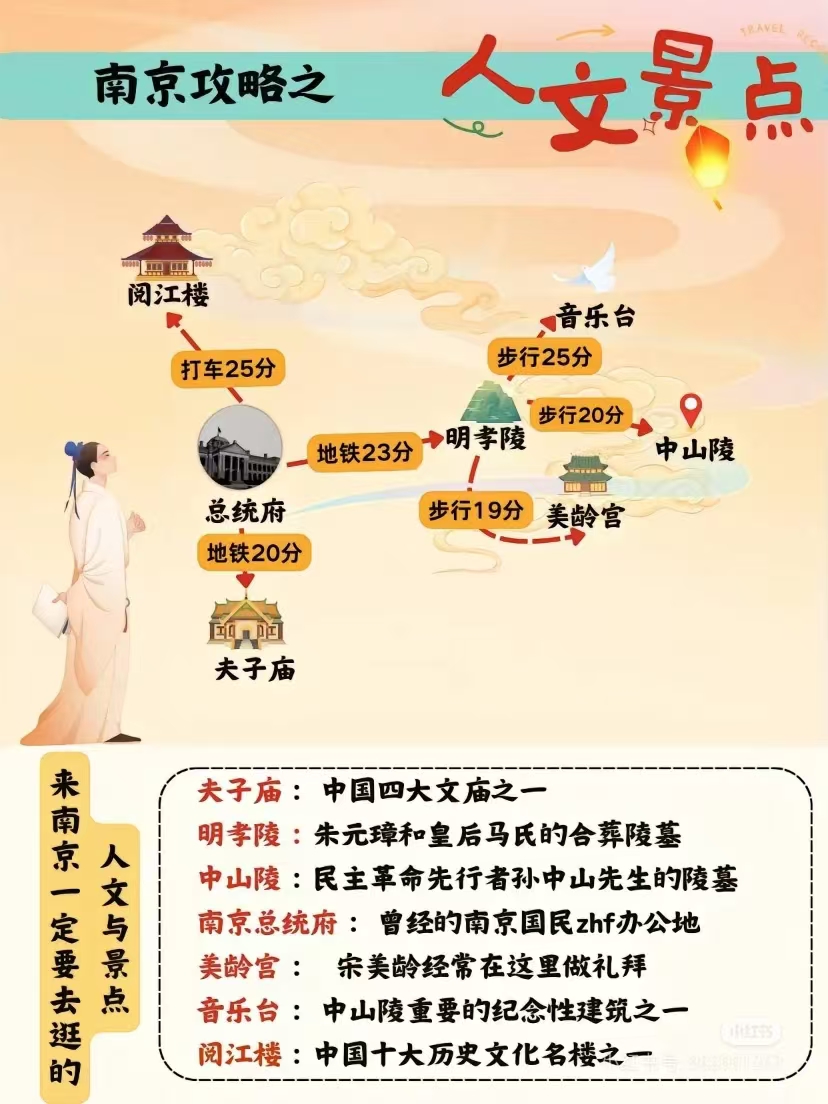 南京攻略之
人文景点
TRAVEL
阅江楼
音乐台
打车25分
步行25分
步行20分
明孝陵
中山陵
地铁23分
总统府
步行19分
美龄宫
地铁20分
夫子庙
来南京一定要去逛的
人文与景点
夫子庙： 中国四大文庙之一
明孝陵：朱元璋和皇后马氏的合葬陵墓
中山陵：民主革命先行者孙中山先生的陵墓
南京总统府： 曾经的南京国民zhf办公地
美龄宫： 宋美龄经常在这里做礼拜
音乐台： 中山陵重要的纪念性建筑之一
阅江楼：中国十大历史文化名楼之一
小红书